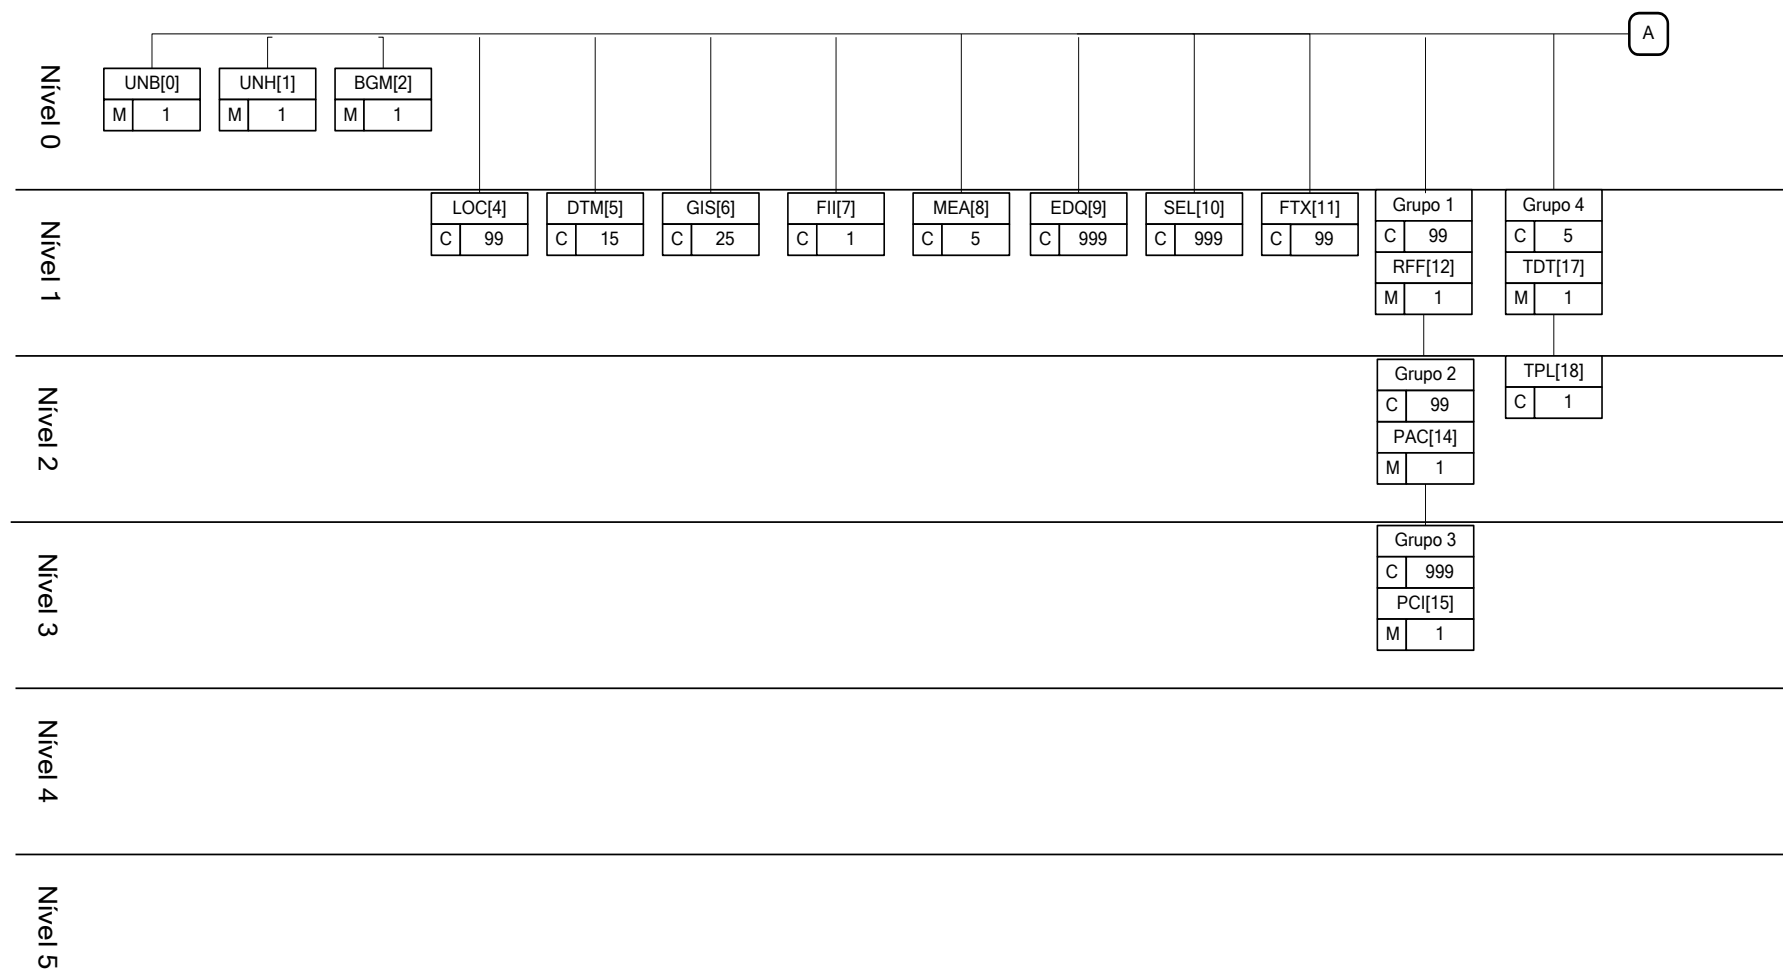 A
Nível 0
UNB[0] UNH[1] BGM[2]
M 1 M 1 M 1
Nível 1
LOC[4] DTM[5] GIS[6] FII[7] MEA[8] EDQ[9] SEL[10] FTX[11] Grupo 1 Grupo 4
C 99 C 15 C 25 C 1 C 5 C 999 C 999 C 99 C 99 C 5
RFF[12] TDT[17]
M 1 M 1
Nível 2
Grupo 2 TPL[18]
C 99 C 1
PAC[14]
M 1
Nível 3
Grupo 3
C 999
PCI[15]
M 1
Nível 4
Nível 5